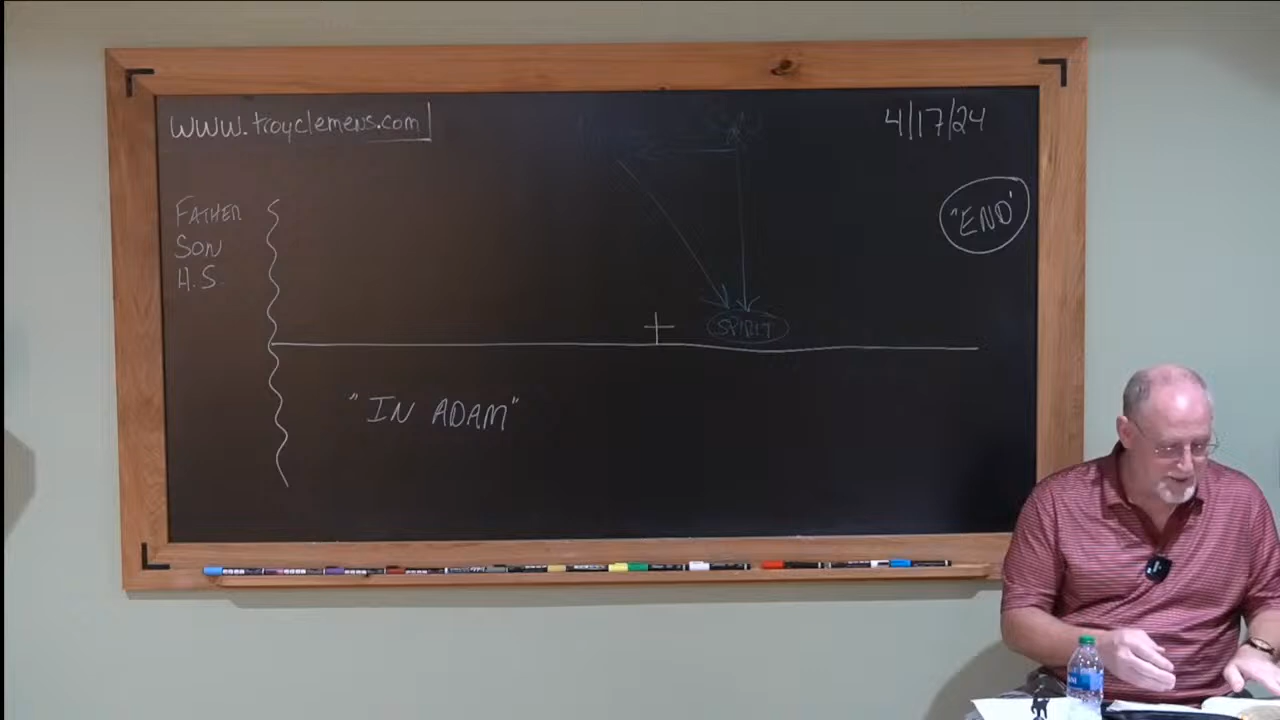 www.troyclemens.com
4/17/24
FATHER
SON
H.S.
"END"
SPIRIT
"IN ADAM"